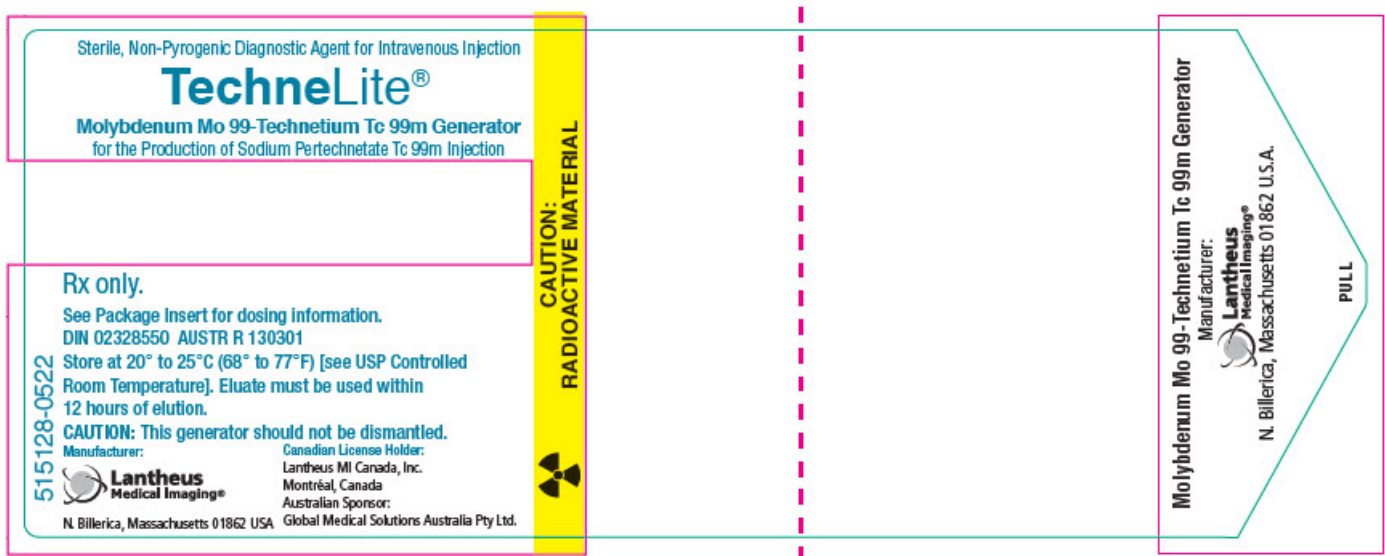 Sterile, Non-Pyrogenic Diagnostic Agent for Intravenous Injection
TechneLite®
Molybdenum Mo 99-Technetium Tc 99m Generator
for the Production of Sodium Pertechnetate Tc 99m Injection
Rx only.
See Package Insert for dosing information.
DIN 02328550 AUSTR R 130301
Store at 20° to 25°C (68° to 77°F) [see USP Controlled
Room Temperature]. Eluate must be used within
12 hours of elution.
CAUTION: This generator should not be dismantled.
Manufacturer:
Lantheus
Medical Imaging®
N. Billerica, Massachusetts 01862 USA
Canadian License Holder:
Lantheus MI Canada, Inc.
Montréal, Canada
Australian Sponsor:
Global Medical Solutions Australia Pty Ltd.
515128-0522
CAUTION:
RADIOACTIVE MATERIAL
Molybdenum Mo 99-Technetium Tc 99m Generator
Manufacturer:
Lantheus
Medical Imaging®
N. Billerica, Massachusetts 01862 U.S.A.
PULL